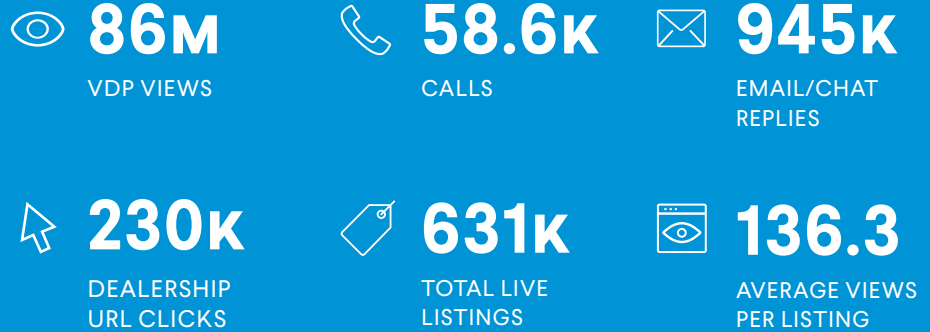 86M
VDP VIEWS
58.6K
CALLS
945K
EMAIL/CHAT
REPLIES
230K
DEALERSHIP
URL CLICKS
631K
TOTAL LIVE
LISTINGS
136.3
AVERAGE VIEWS
PER LISTING